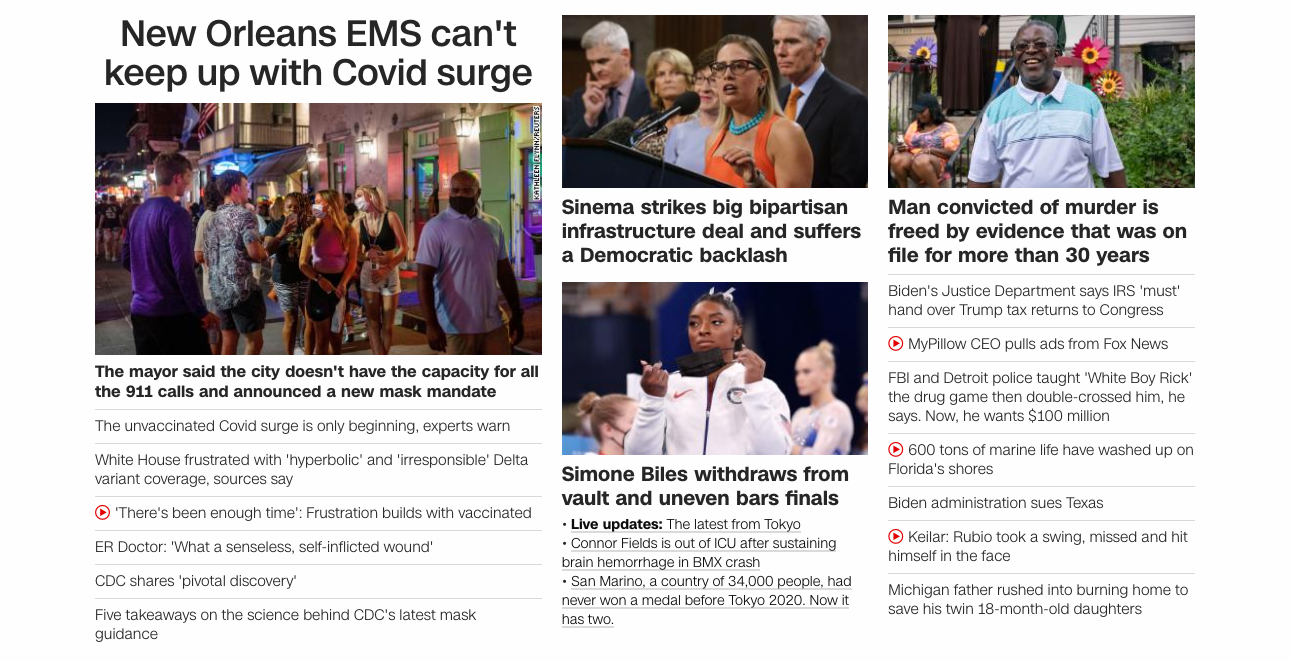 New Orleans EMS can't
keep up with Covid surge
KATHLEEN FLYNN/REUTERS
The mayor said the city doesn't have the capacity for all
the 911 calls and announced a new mask mandate
The unvaccinated Covid surge is only beginning, experts warn
White House frustrated with 'hyperbolic' and 'irresponsible' Delta
variant coverage, sources say
'There's been enough time': Frustration builds with vaccinated
ER Doctor: 'What a senseless, self-inflicted wound'
CDC shares 'pivotal discovery'
Five takeaways on the science behind CDC's latest mask
guidance
Sinema strikes big bipartisan
infrastructure deal and suffers
a Democratic backlash
Simone Biles withdraws from
vault and uneven bars finals
• Live updates: The latest from Tokyo
• Connor Fields is out of ICU after sustaining
brain hemorrhage in BMX crash
• San Marino, a country of 34,000 people, had
never won a medal before Tokyo 2020. Now it
has two.
Man convicted of murder is
freed by evidence that was on
file for more than 30 years
Biden's Justice Department says IRS 'must'
hand over Trump tax returns to Congress
MyPillow CEO pulls ads from Fox News
FBI and Detroit police taught 'White Boy Rick'
the drug game then double-crossed him, he
says. Now, he wants $100 million
600 tons of marine life have washed up on
Florida's shores
Biden administration sues Texas
Keilar: Rubio took a swing, missed and hit
himself in the face
Michigan father rushed into burning home to
save his twin 18-month-old daughters